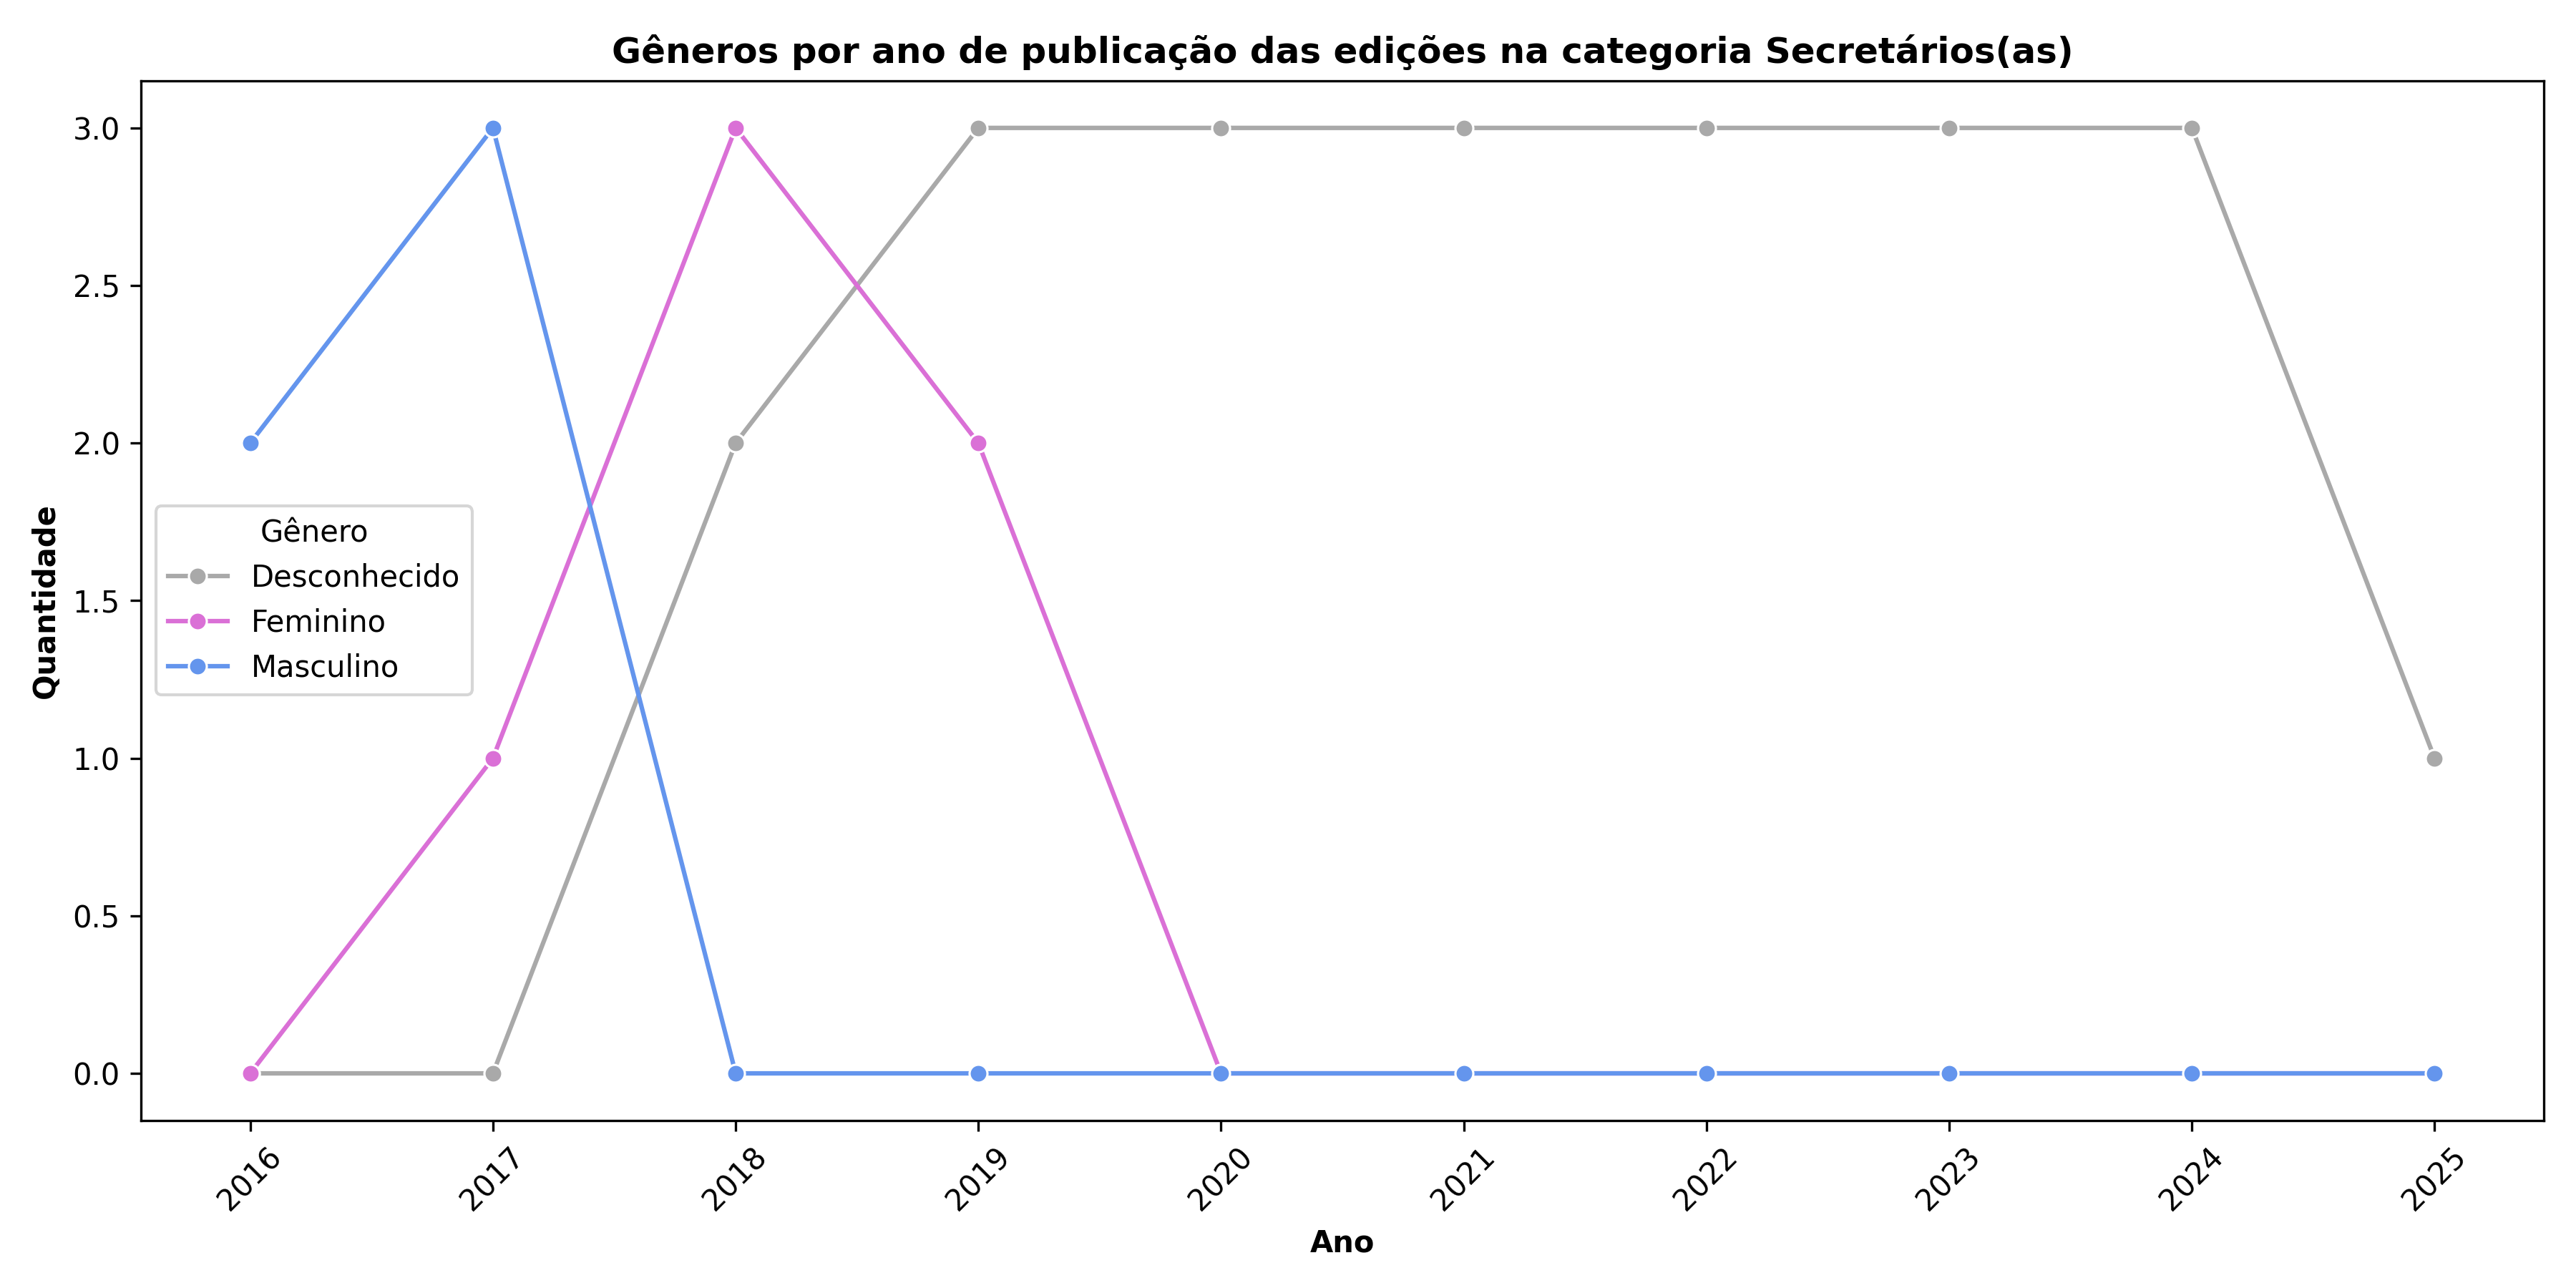 Gêneros por ano de publicação das edições na categoria Secretários(as)
Quantidade
3.0
2.5
2.0
1.5
1.0
0.5
0.0
Gênero
Desconhecido
Feminino
Masculino
2016 2017 2018 2019 2020 2021 2022 2023 2024 2025
Ano